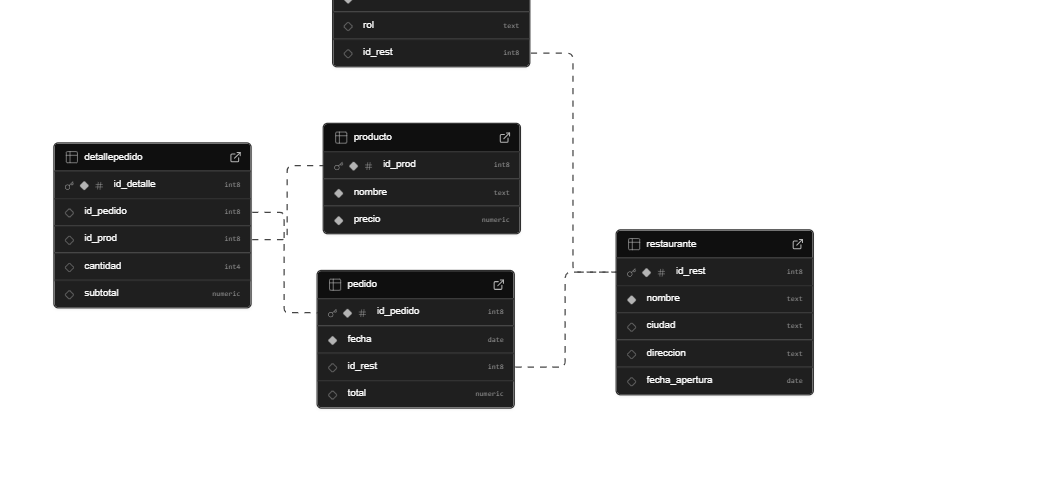 rol text
id_rest int8
producto
# id_prod int8
nombre text
precio numeric
detallepedido
# id_detalle int8
id_pedido int8
id_prod int8
cantidad int4
subtotal numeric
restaurante
# id_rest int8
nombre text
ciudad text
direccion text
fecha_apertura date
pedido
# id_pedido int8
fecha date
id_rest int8
total numeric